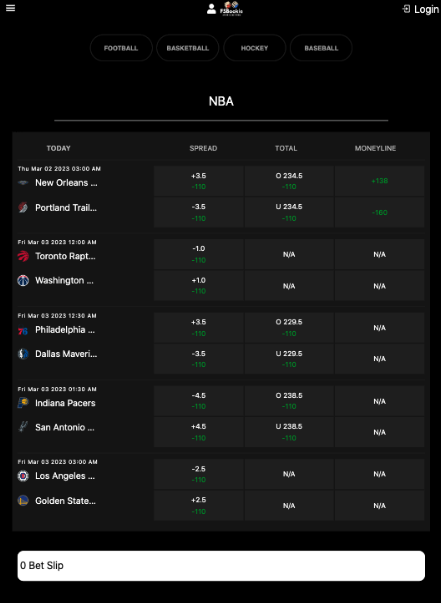 F5Bookie
Login
FOOTBALL
BASKETBALL
HOCKEY
BASEBALL
NBA
TODAY SPREAD TOTAL MONEYLINE
Thu Mar 02 2023 03:00 AM
New Orleans ... +3.5 -110 O 234.5 -110 +138
Portland Trail... -3.5 -110 U 234.5 -110 -160
Fri Mar 03 2023 12:00 AM
Toronto Rapt... -1.0 -110 N/A N/A
Washington ... +1.0 -110 N/A N/A
Fri Mar 03 2023 12:30 AM
Philadelphia ... +3.5 -110 O 229.5 -110 N/A
Dallas Maveri... -3.5 -110 U 229.5 -110 N/A
Fri Mar 03 2023 01:30 AM
Indiana Pacers -4.5 -110 O 238.5 -110 N/A
San Antonio ... +4.5 -110 U 238.5 -110 N/A
Fri Mar 03 2023 03:00 AM
Los Angeles ... -2.5 -110 N/A N/A
Golden State... +2.5 -110 N/A N/A
0 Bet Slip